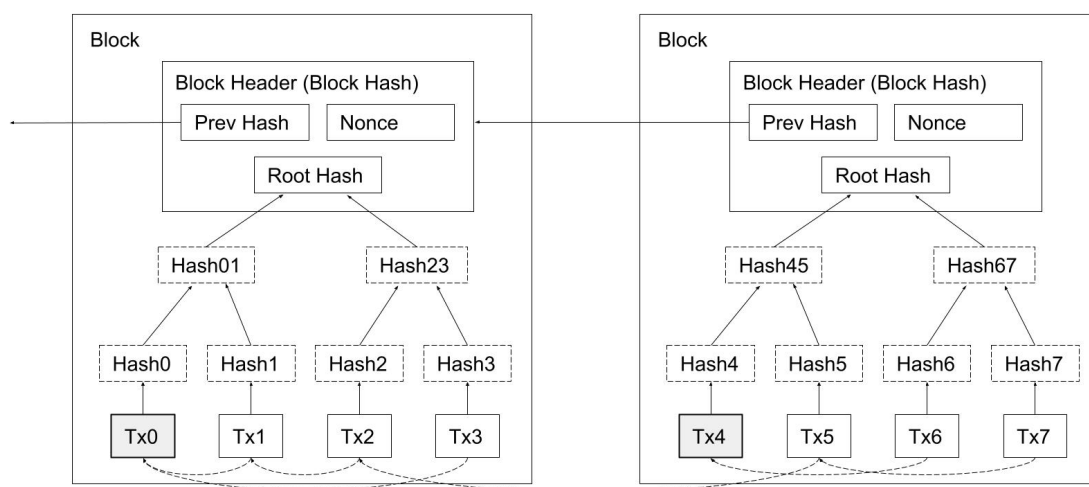 Block
Block Header (Block Hash)
Prev Hash
Nonce
Root Hash
Hash01
Hash23
Hash0
Hash1
Hash2
Hash3
Tx0
Tx1
Tx2
Tx3
Block
Block Header (Block Hash)
Prev Hash
Nonce
Root Hash
Hash45
Hash67
Hash4
Hash5
Hash6
Hash7
Tx4
Tx5
Tx6
Tx7